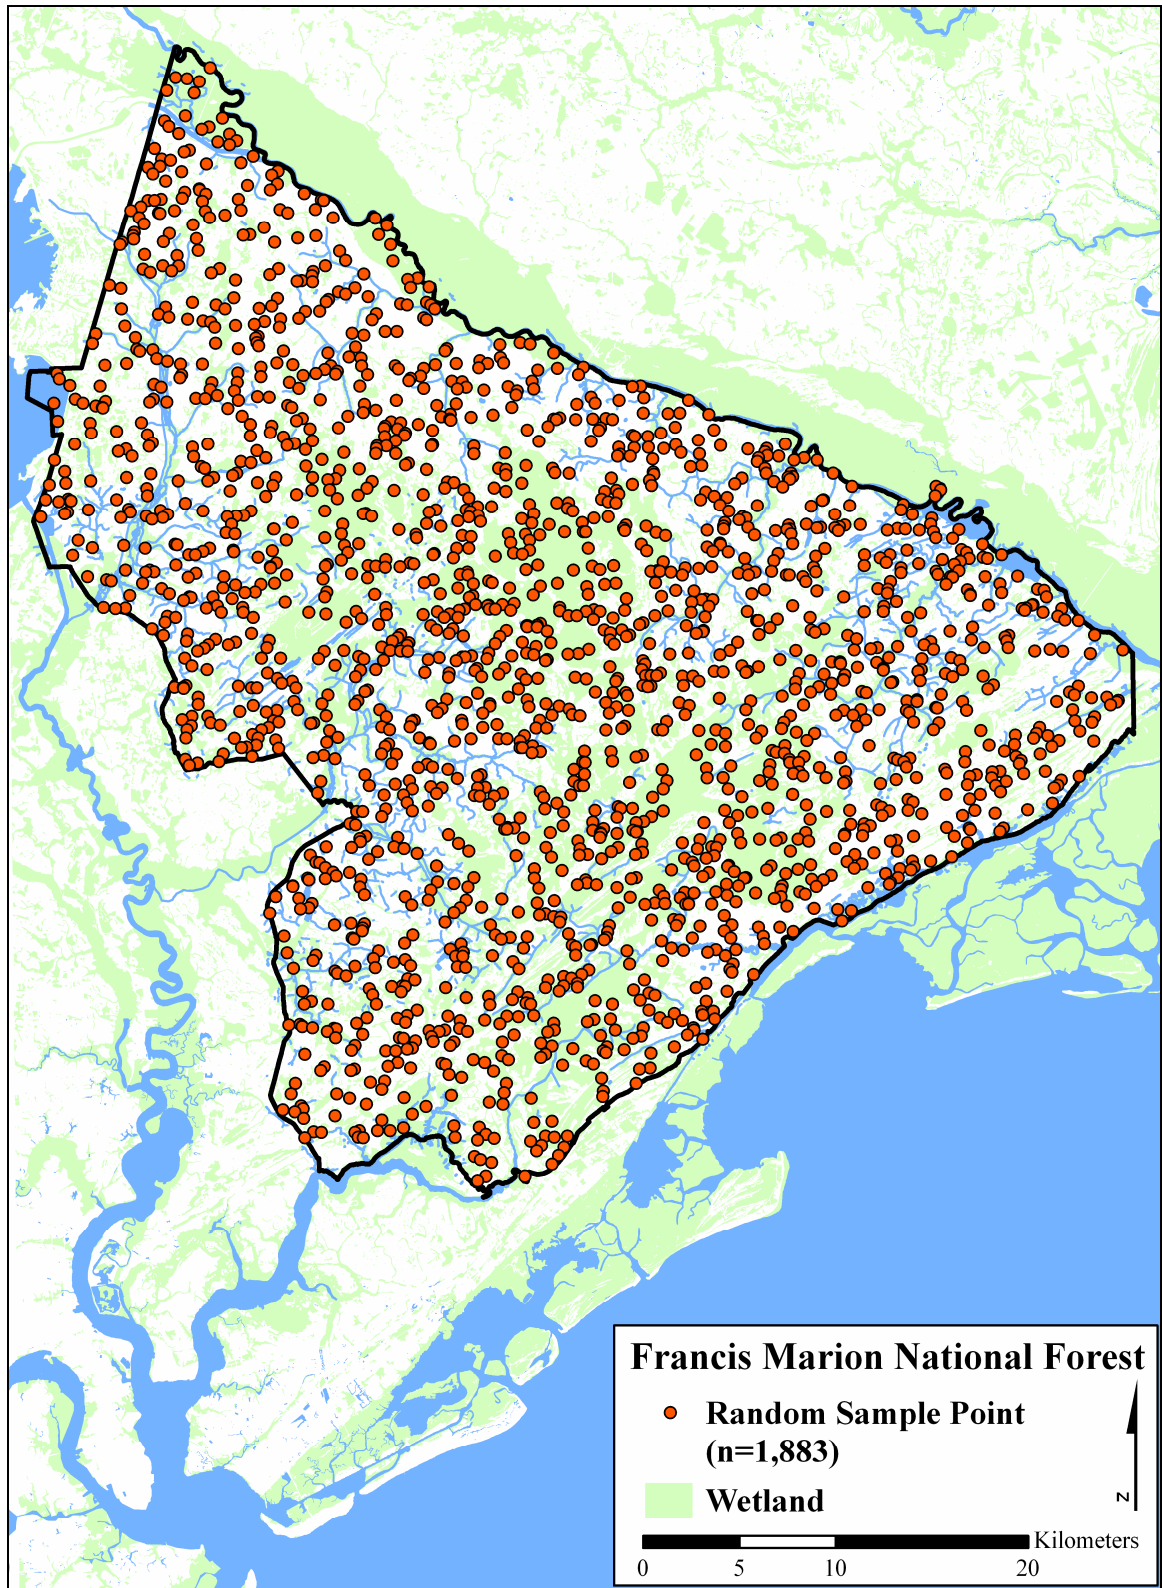 Francis Marion National Forest
Random Sample Point
(n=1,883)
Wetland
N
Kilometers
0 5 10 20